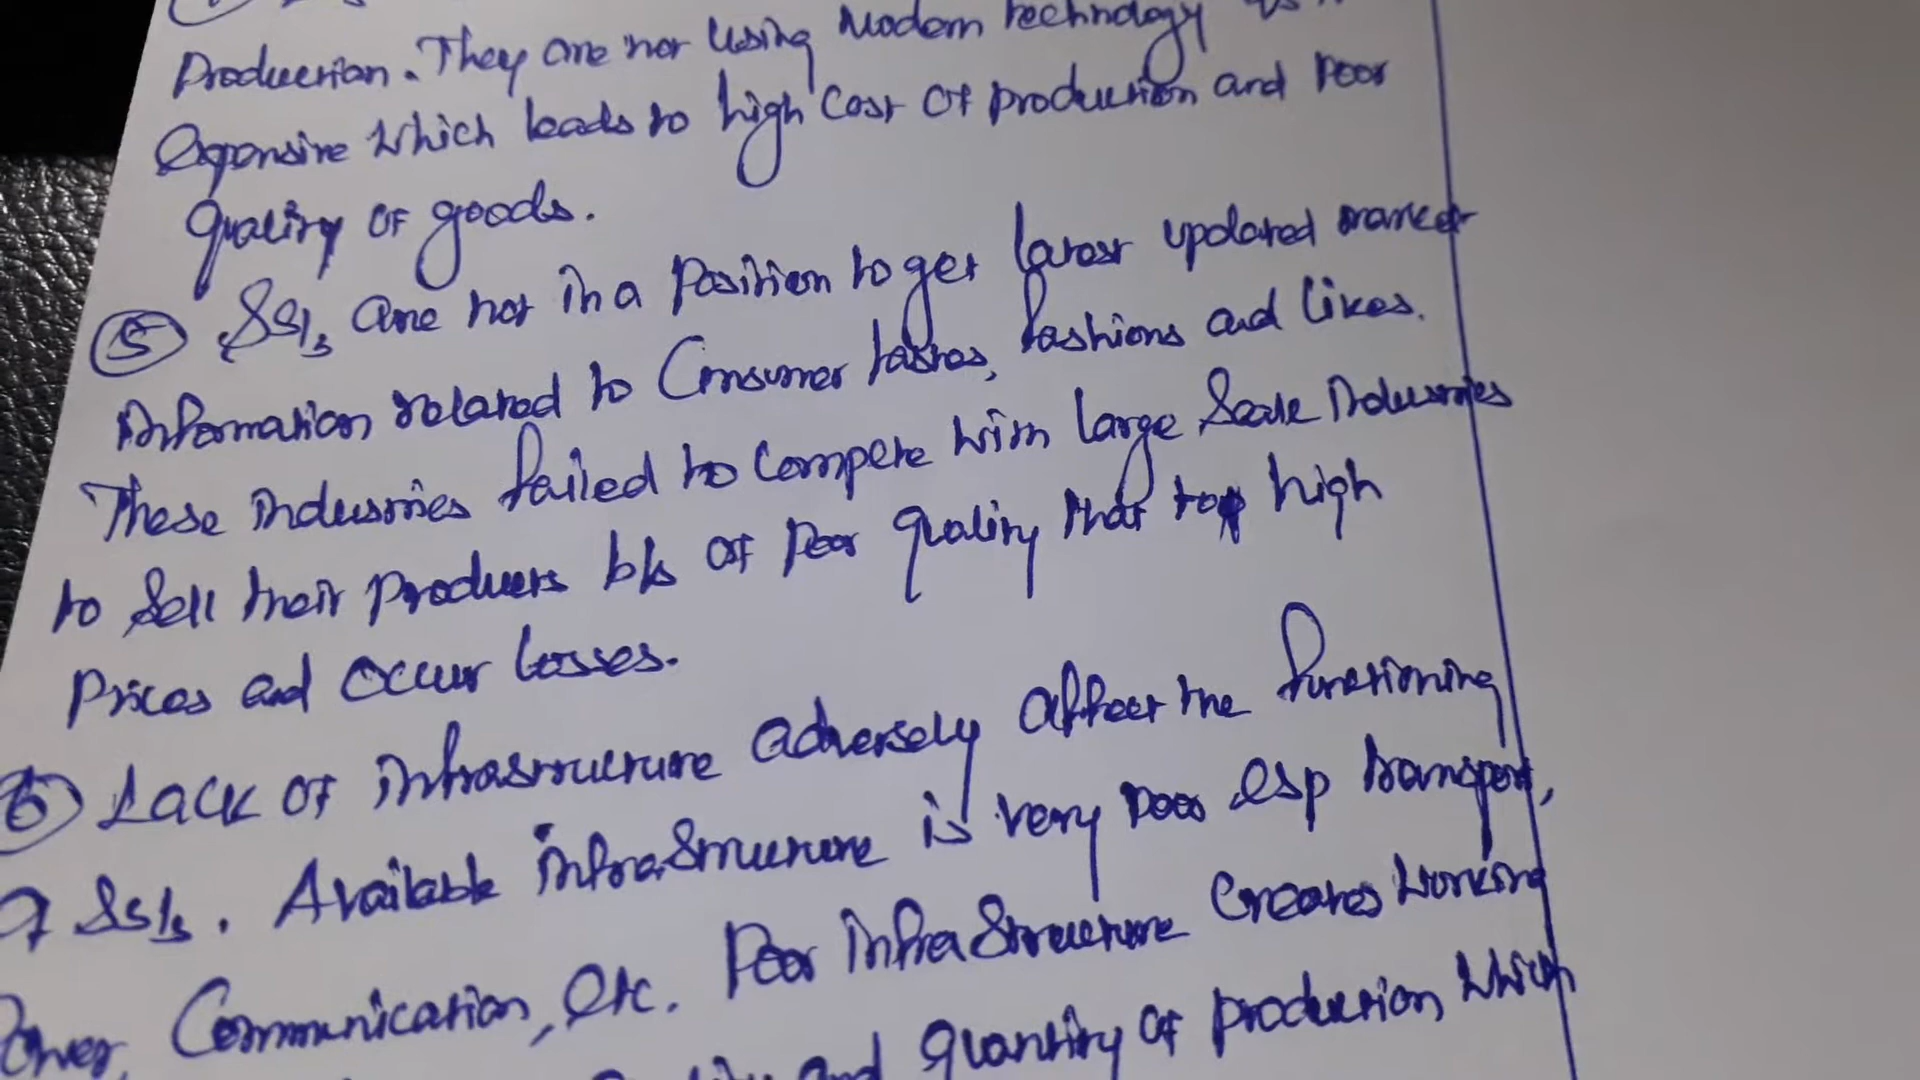 Production. They are not using Modern technology
expensive which leads to high cost of production and poor
quality of goods.
⑤ SSIs are not in a position to get latest updated market
information related to Consumer tastes, fashions and likes.
These industries failed to compete with large scale industries
to sell their products b/s of poor quality that too high
prices and occur losses.
⑥ Lack of infrastructure adversely affect the functioning
of SSIs. Available infrastructure is very poor esp transport,
Power, Communication, etc. Poor infrastructure creates working
and quantity of production which